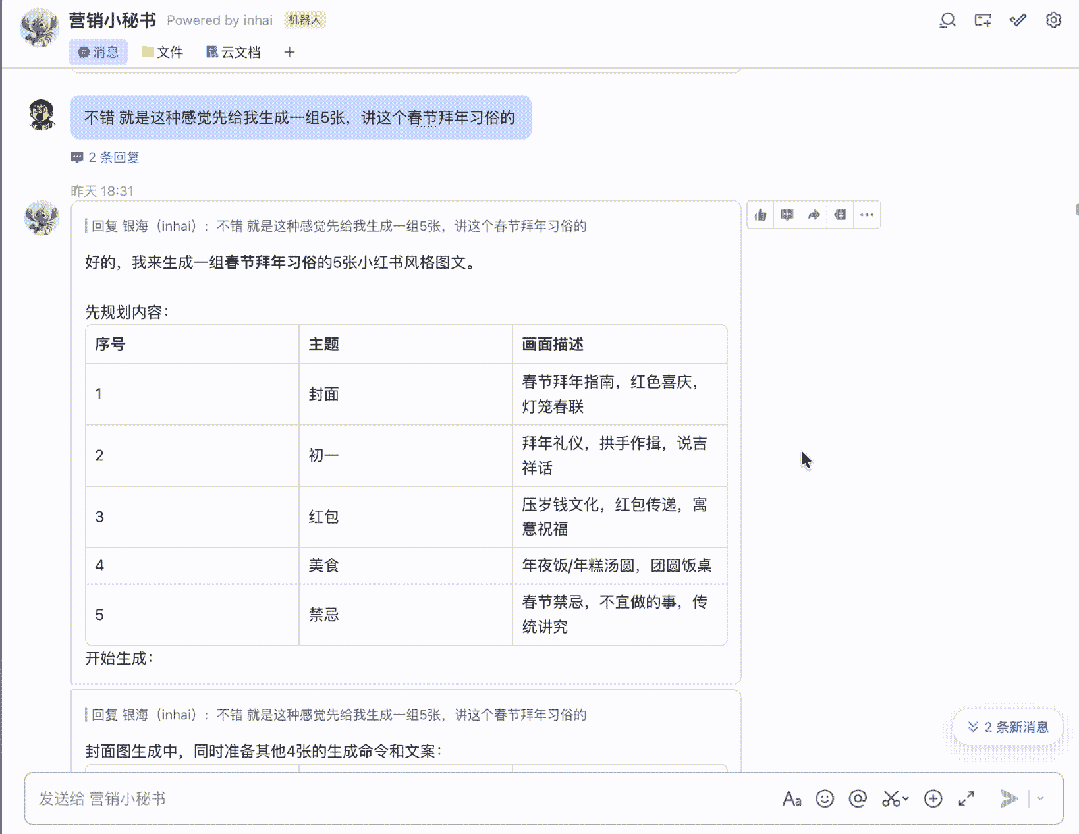 营销小秘书 Powered by inhai 机器人
消息 文件 云文档 +
不错 就是这种感觉先给我生成一组5张，讲这个春节拜年习俗的
2 条回复
昨天 18:31
回复 银海（inhai）: 不错 就是这种感觉先给我生成一组5张，讲这个春节拜年习俗的
好的，我来生成一组春节拜年习俗的5张小红书风格图文。
先规划内容：
序号 主题 画面描述
1 封面 春节拜年指南，红色喜庆，
灯笼春联
2 初一 拜年礼仪，拱手作揖，说吉
祥话
3 红包 压岁钱文化，红包传递，寓
意祝福
4 美食 年夜饭/年糕汤圆，团圆饭桌
5 禁忌 春节禁忌，不宜做的事，传
统讲究
开始生成：
回复 银海（inhai）: 不错 就是这种感觉先给我生成一组5张，讲这个春节拜年习俗的
2 条新消息
封面图生成中，同时准备其他4张的生成命令和文案：
发送给 营销小秘书 Aa